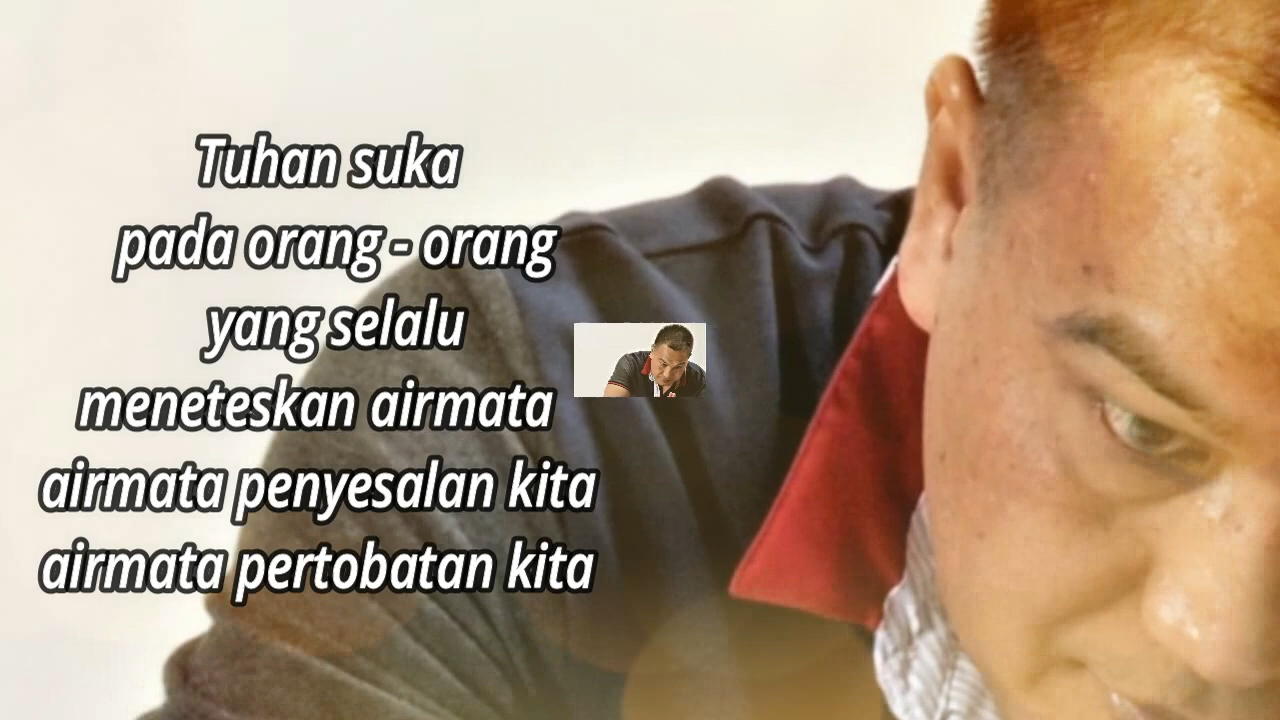 Tuhan suka
pada orang - orang
yang selalu
meneteskan airmata
airmata penyesalan kita
airmata pertobatan kita